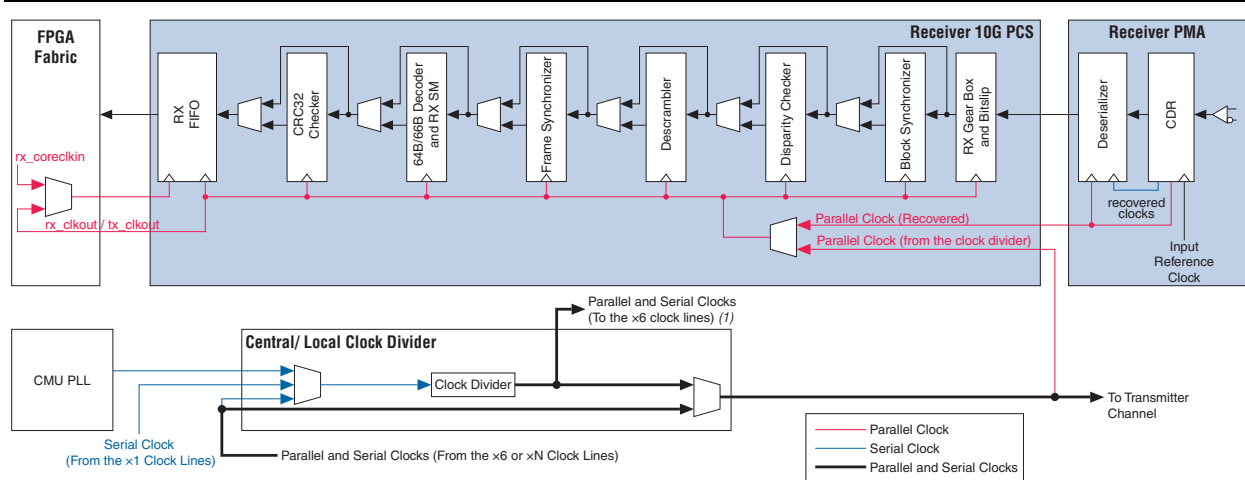 FPGA
Fabric
Receiver 10G PCS
Receiver PMA
RX
FIFO
CRC32
Checker
64B/66B Decoder
and RX SM
Frame Synchronizer
Descrambler
Disparity Checker
Block Synchronizer
RX Gear Box
and Bitslip
Deserializer
CDR
rx_coreclkin
rx_clkout / tx_clkout
recovered
clocks
Parallel Clock (Recovered)
Parallel Clock (from the clock divider)
Input
Reference
Clock
Parallel and Serial Clocks
(To the ×6 clock lines) (1)
Central/ Local Clock Divider
CMU PLL
Clock Divider
To Transmitter
Channel
Serial Clock
(From the ×1 Clock Lines)
Parallel and Serial Clocks (From the ×6 or ×N Clock Lines)
Parallel Clock
Serial Clock
Parallel and Serial Clocks